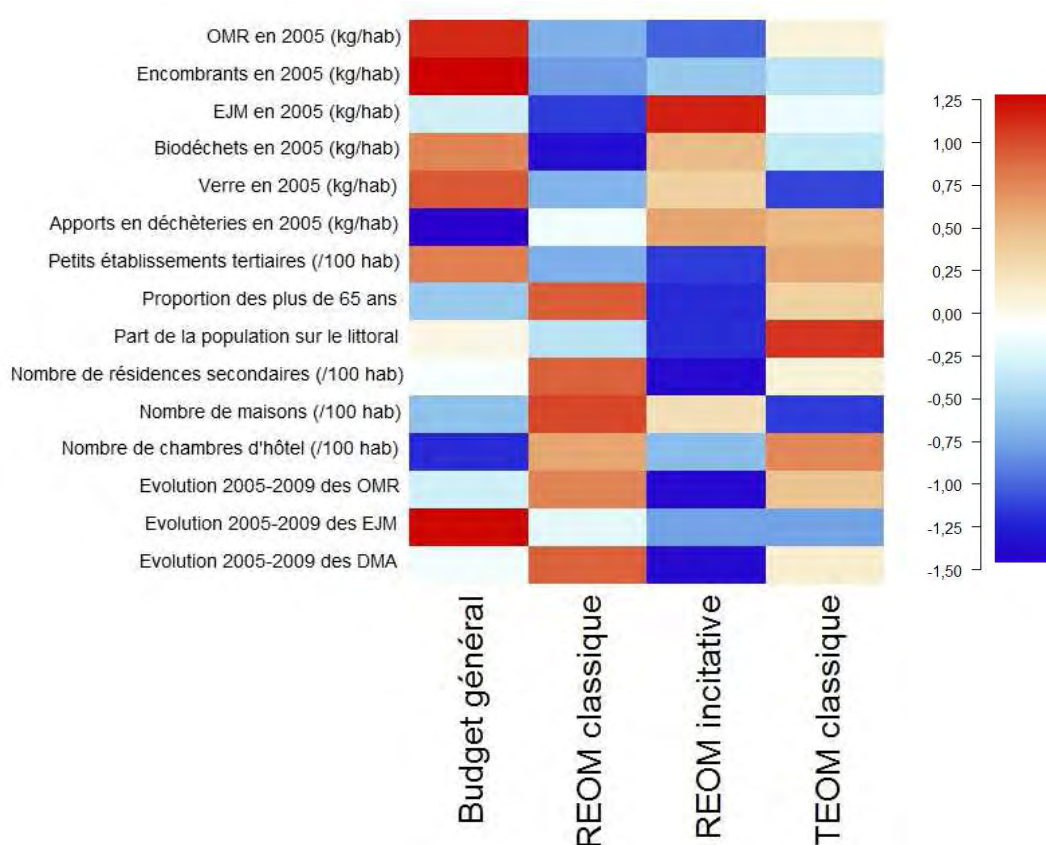 OMR en 2005 (kg/hab)
Encombrants en 2005 (kg/hab)
EJM en 2005 (kg/hab)
Biodéchets en 2005 (kg/hab)
Verre en 2005 (kg/hab)
Apports en déchèteries en 2005 (kg/hab)
Petits établissements tertiaires (/100 hab)
Proportion des plus de 65 ans
Part de la population sur le littoral
Nombre de résidences secondaires (/100 hab)
Nombre de maisons (/100 hab)
Nombre de chambres d'hôtel (/100 hab)
Evolution 2005-2009 des OMR
Evolution 2005-2009 des EJM
Evolution 2005-2009 des DMA
Budget général
REOM classique
REOM incitative
TEOM classique
1,25
1,00
0,75
0,50
0,25
0,00
-0,25
-0,50
-0,75
-1,00
-1,25
-1,50